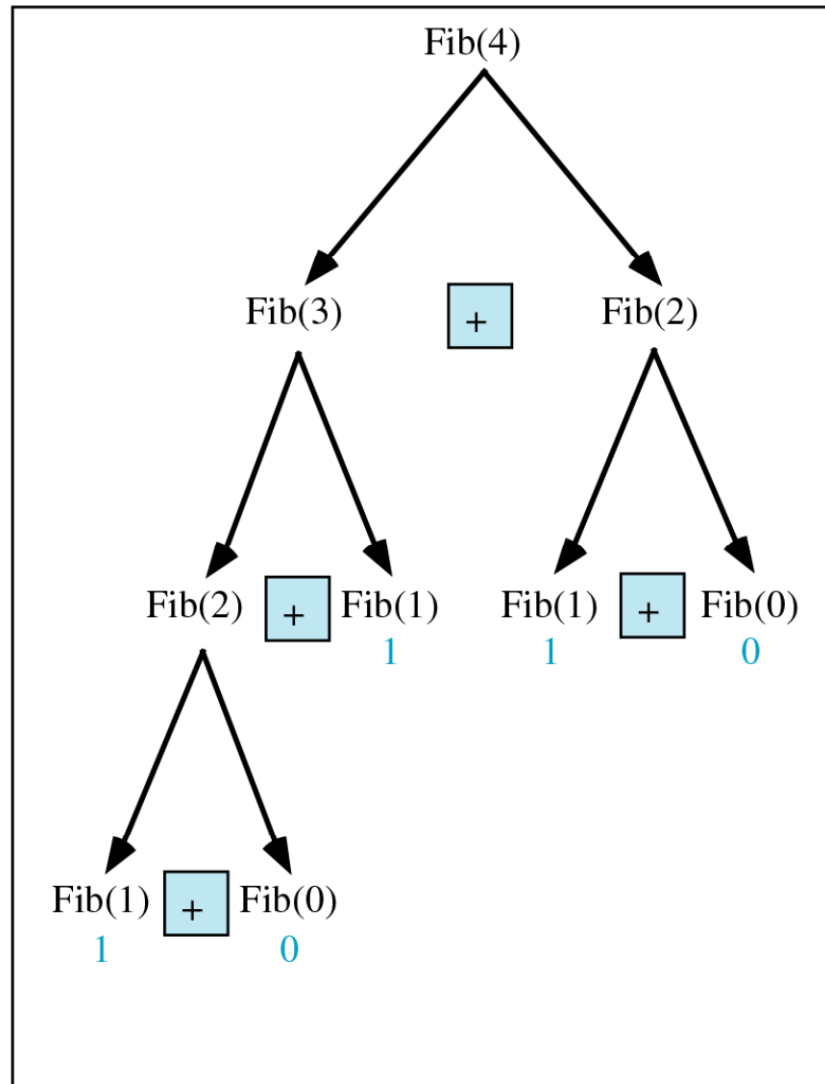 Fib(4)
Fib(3) + Fib(2)
Fib(2) + Fib(1) Fib(1) + Fib(0)
1 1 0
Fib(1) + Fib(0)
1 0